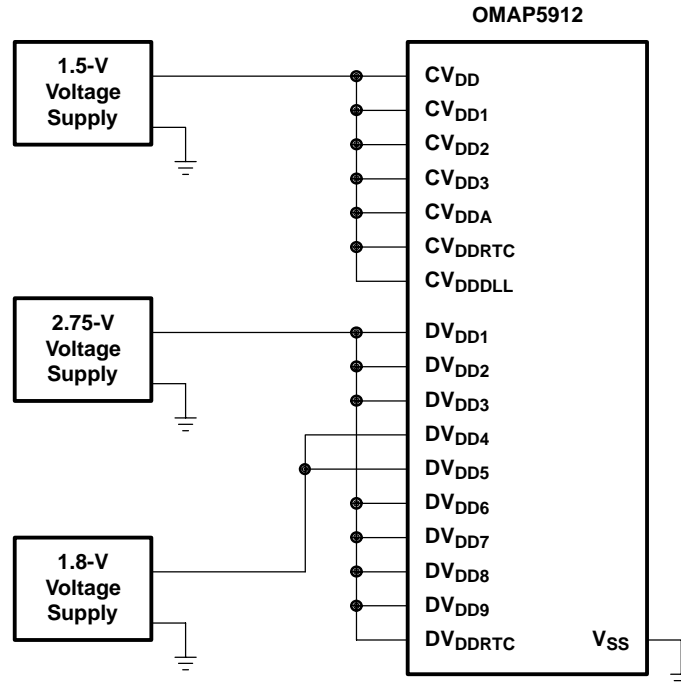 OMAP5912
1.5-V
Voltage
Supply
CVDD
CVDD1
CVDD2
CVDD3
CVDDA
CVDDRTC
CVDDDLL
2.75-V
Voltage
Supply
DVDD1
DVDD2
DVDD3
DVDD4
DVDD5
DVDD6
DVDD7
DVDD8
DVDD9
DVDDRTC
1.8-V
Voltage
Supply
VSS